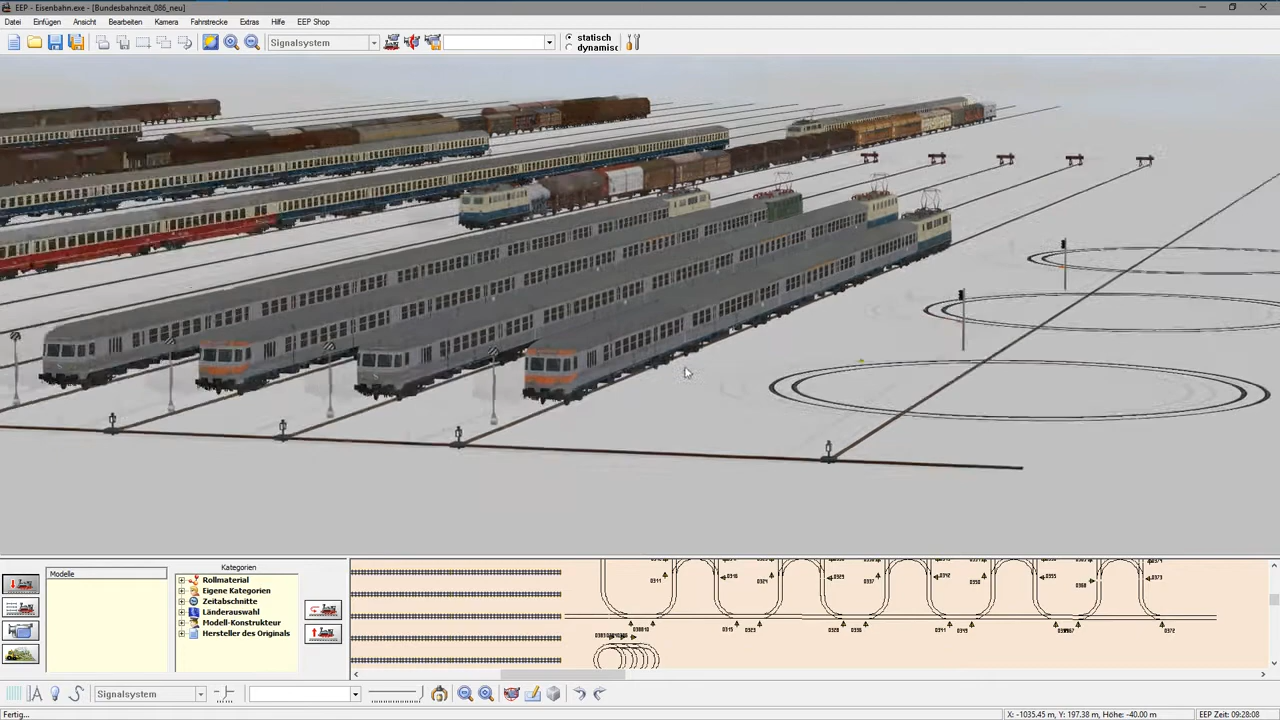 EEP - Eisenbahn.exe - [Bundesbahnzeit_086_neu]
Datei Einfügen Ansicht Bearbeiten Kamera Fahrstrecke Extras Hilfe EEP Shop
Signalsystem
statisch
dynamisc
Modelle
Kategorien
Rollmaterial
Eigene Kategorien
Zeitabschnitte
Länderauswahl
Modell-Konstrukteur
Hersteller des Originals
Signalsystem
Fertig...
X: -1035.45 m, Y: 197.38 m, Höhe: -40.00 m
EEP Zeit: 09:28:08